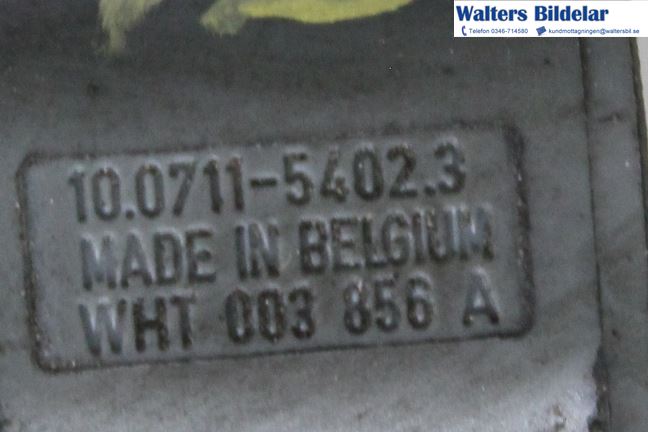 Walters Bildelar
Telefon 0346-714580 kundmottagningen@waltersbil.se
10.0711-5402.3
MADE IN BELGIUM
WHT 003 856 A